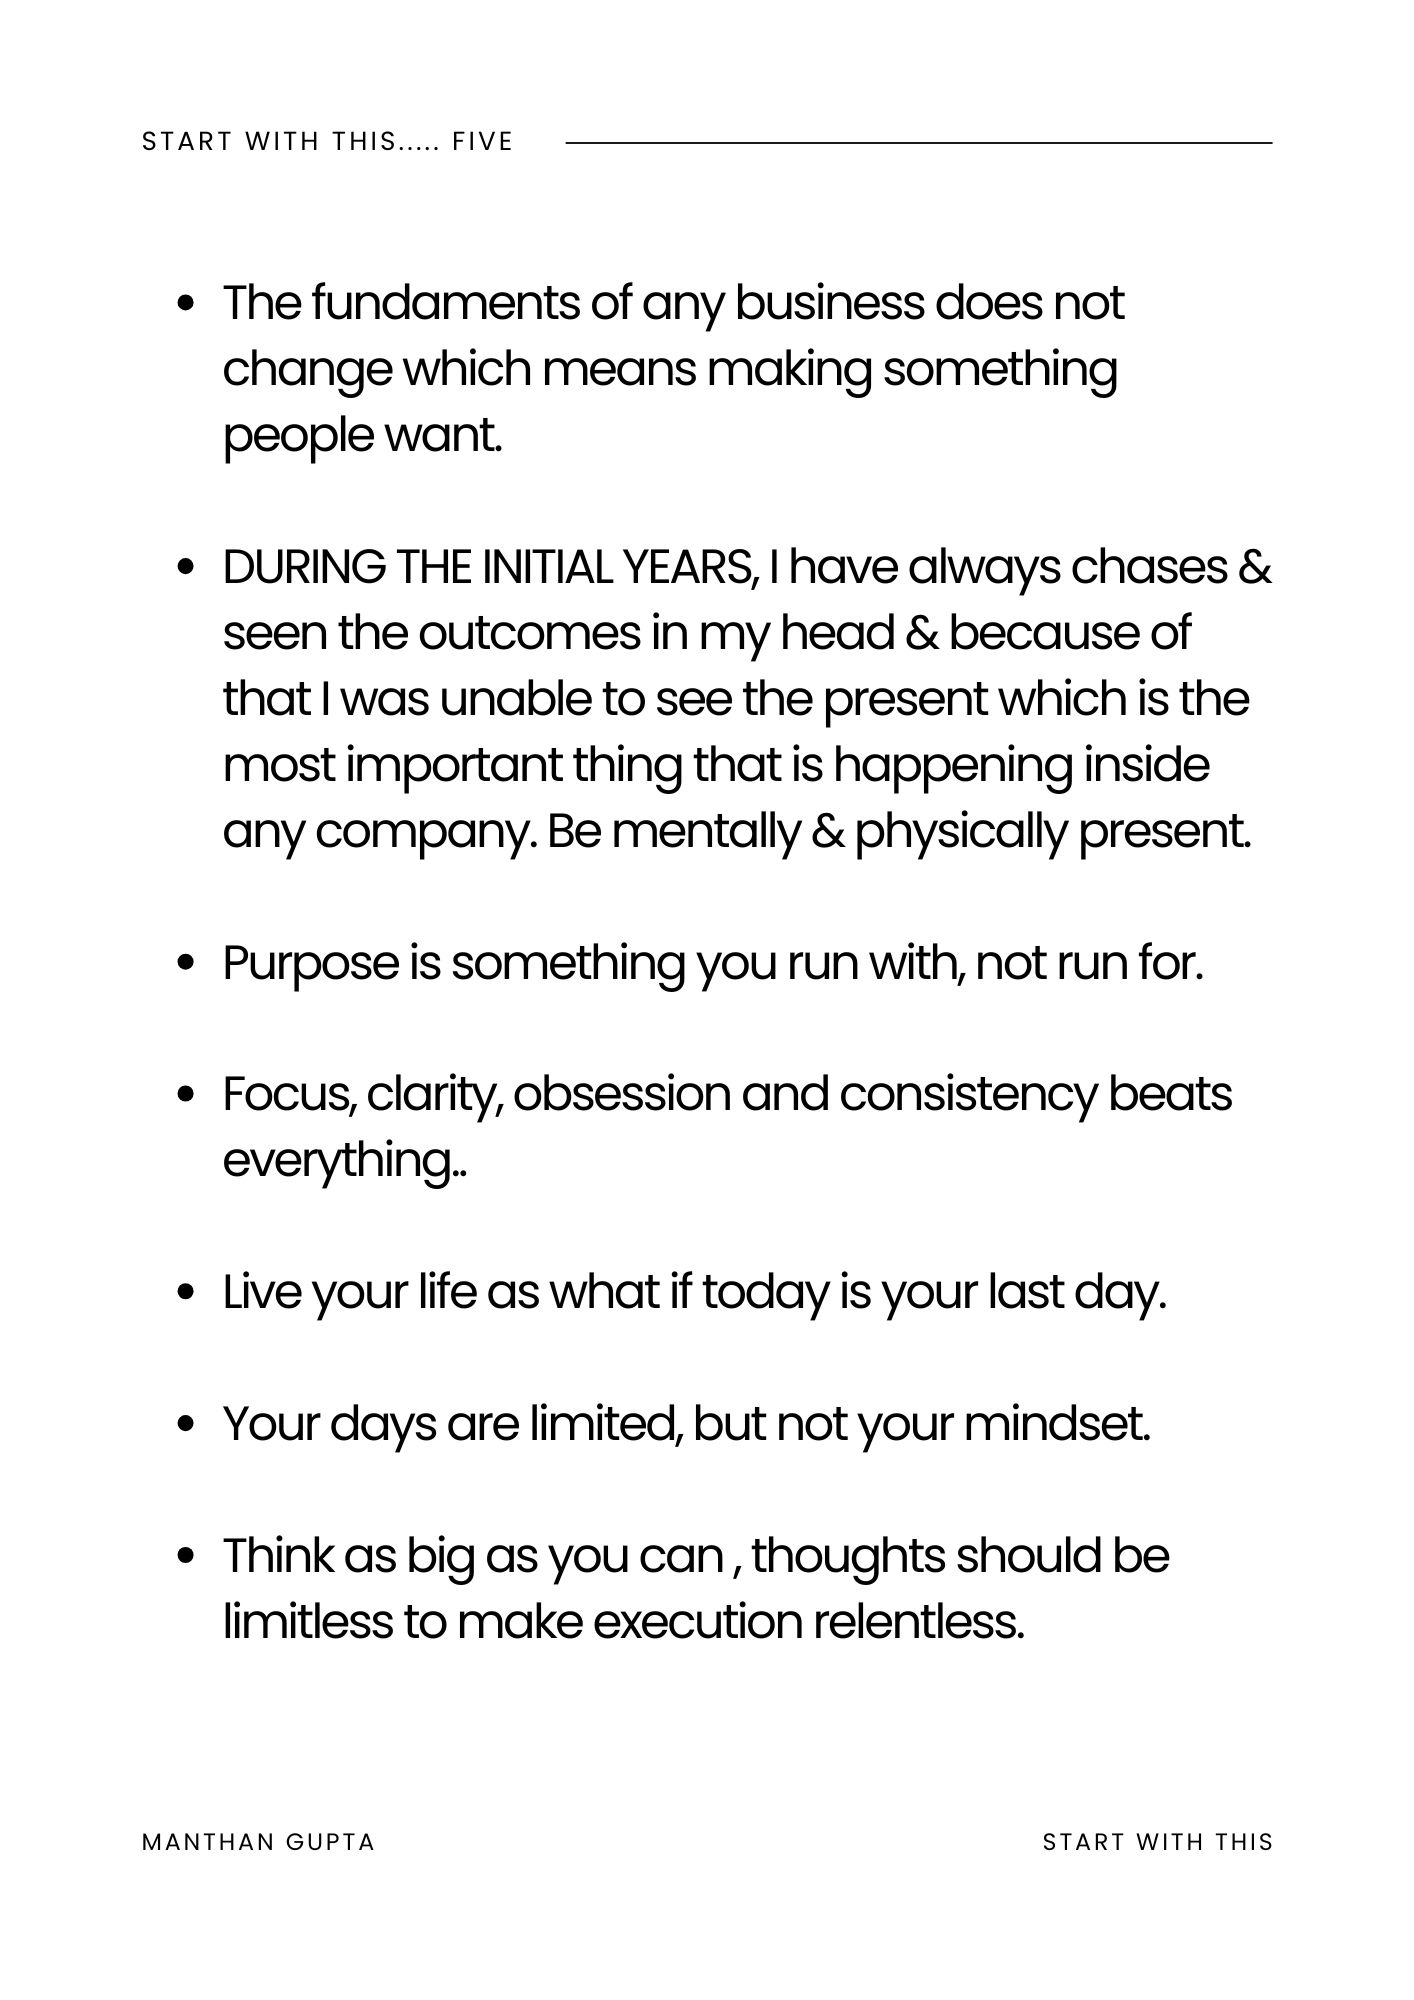 START WITH THIS..... FIVE
• The fundaments of any business does not
change which means making something
people want.
• DURING THE INITIAL YEARS, I have always chases &
seen the outcomes in my head & because of
that I was unable to see the present which is the
most important thing that is happening inside
any company. Be mentally & physically present.
• Purpose is something you run with, not run for.
• Focus, clarity, obsession and consistency beats
everything..
• Live your life as what if today is your last day.
• Your days are limited, but not your mindset.
• Think as big as you can , thoughts should be
limitless to make execution relentless.
MANTHAN GUPTA
START WITH THIS